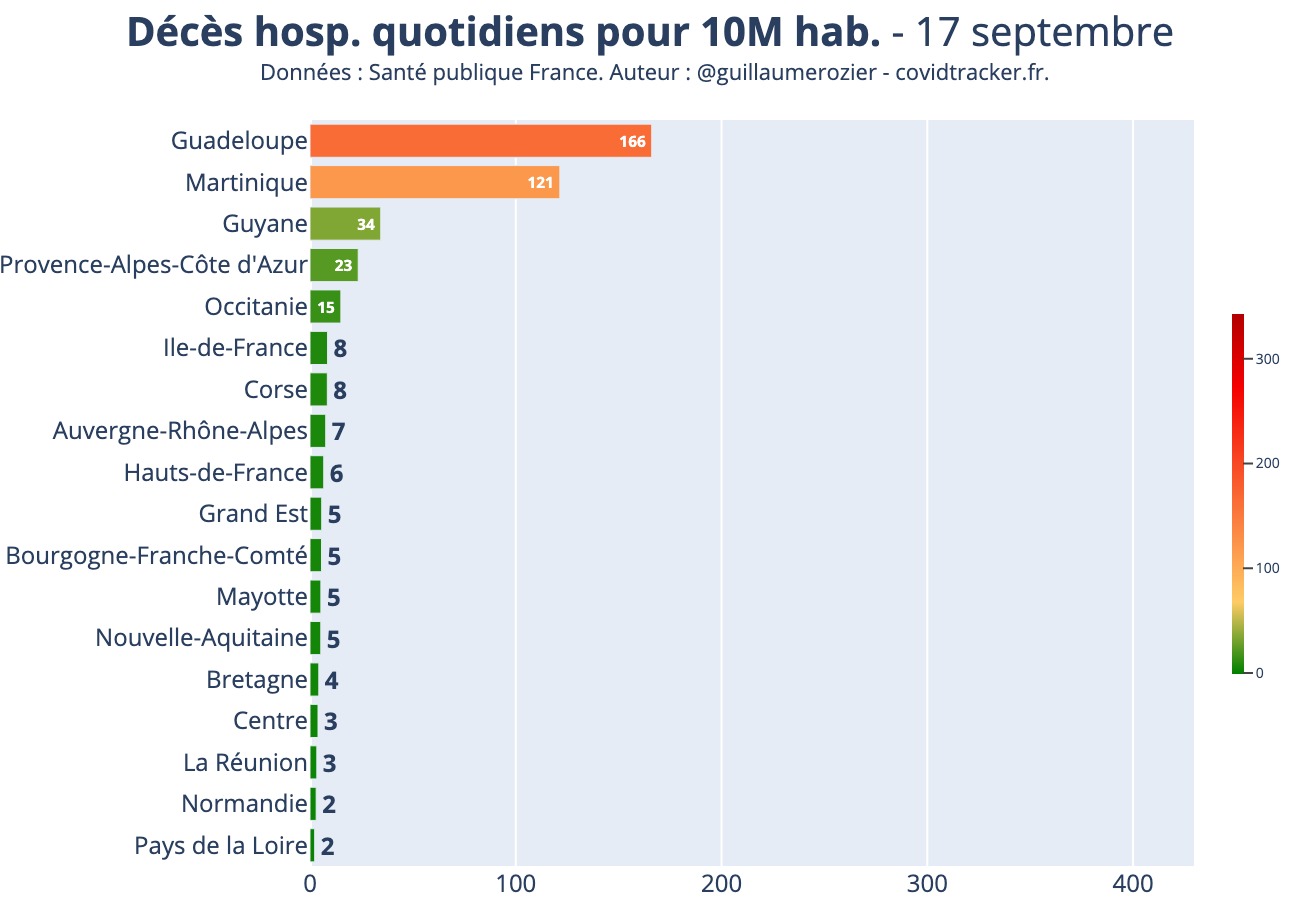 Décès hosp. quotidiens pour 10M hab. - 17 septembre
Données : Santé publique France. Auteur : @guillaumerozier - covidtracker.fr.
Guadeloupe 166
Martinique 121
Guyane 34
Provence-Alpes-Côte d'Azur 23
Occitanie 15
Ile-de-France 8
Corse 8
Auvergne-Rhône-Alpes 7
Hauts-de-France 6
Grand Est 5
Bourgogne-Franche-Comté 5
Mayotte 5
Nouvelle-Aquitaine 5
Bretagne 4
Centre 3
La Réunion 3
Normandie 2
Pays de la Loire 2
0 100 200 300 400
300
200
100
0